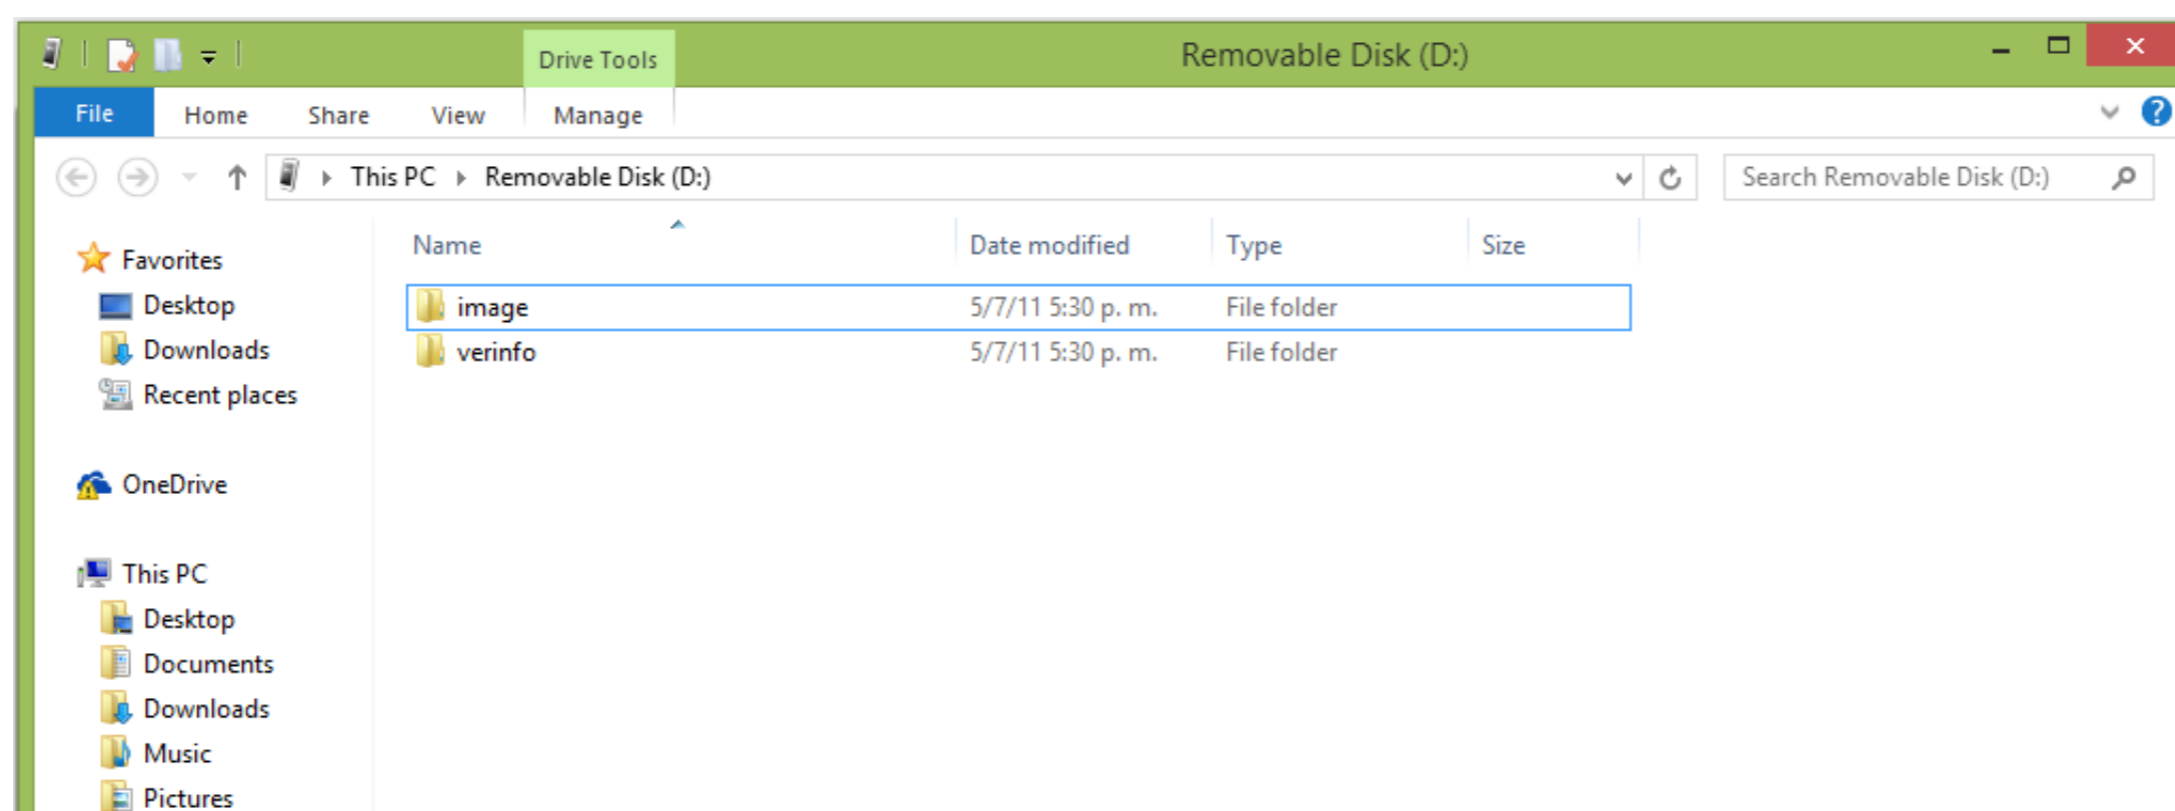 Drive Tools
Removable Disk (D:)
File
Home
Share
View
Manage
This PC
Removable Disk (D:)
Search Removable Disk (D:)
Name
Date modified
Type
Size
image
5/7/11 5:30 p. m.
File folder
verinfo
5/7/11 5:30 p. m.
File folder
Favorites
Desktop
Downloads
Recent places
OneDrive
This PC
Desktop
Documents
Downloads
Music
Pictures